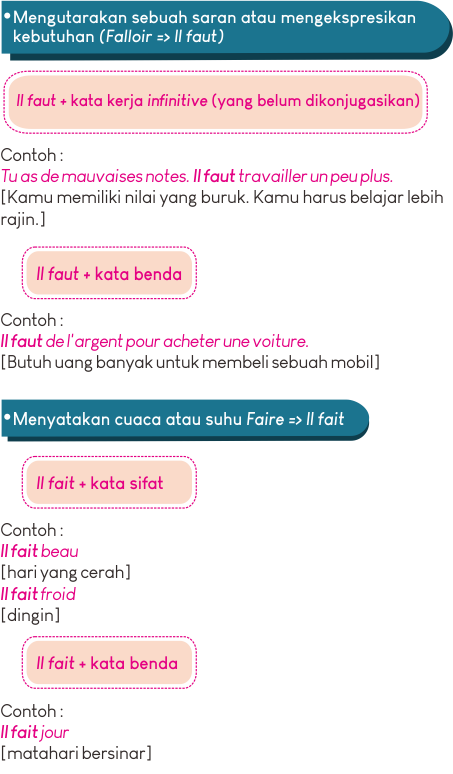 • Mengutarakan sebuah saran atau mengekspresikan
kebutuhan (Falloir => Il faut)
Il faut + kata kerja infinitive (yang belum dikonjugasikan)
Contoh :
Tu as de mauvaises notes. Il faut travailler un peu plus.
[Kamu memiliki nilai yang buruk. Kamu harus belajar lebih
rajin.]
Il faut + kata benda
Contoh :
Il faut de l'argent pour acheter une voiture.
[Butuh uang banyak untuk membeli sebuah mobil]
• Menyatakan cuaca atau suhu Faire => Il fait
Il fait + kata sifat
Contoh :
Il fait beau
[hari yang cerah]
Il fait froid
[dingin]
Il fait + kata benda
Contoh :
Il fait jour
[matahari bersinar]